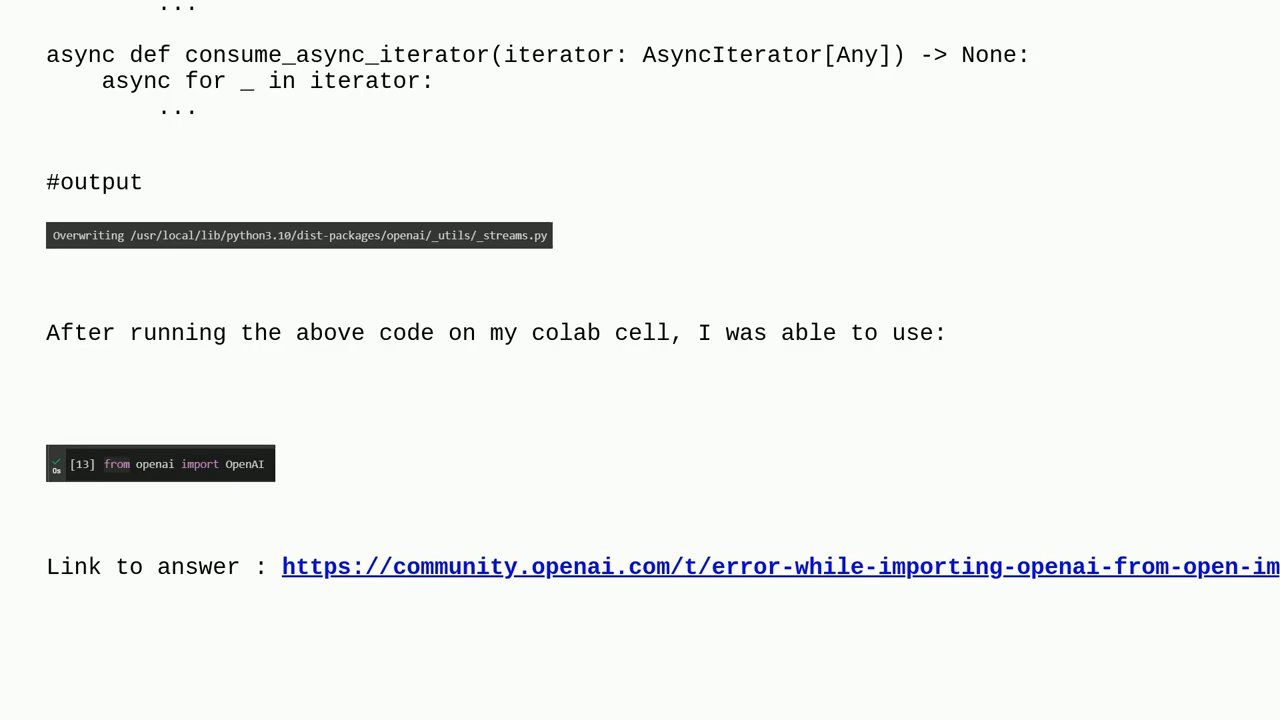 ...
async def consume_async_iterator(iterator: AsyncIterator[Any]) -> None:
    async for _ in iterator:
        ...
#output
Overwriting /usr/local/lib/python3.10/dist-packages/openai/_utils/_streams.py
After running the above code on my colab cell, I was able to use:
0s [13] from openai import OpenAI
Link to answer : https://community.openai.com/t/error-while-importing-openai-from-open-im